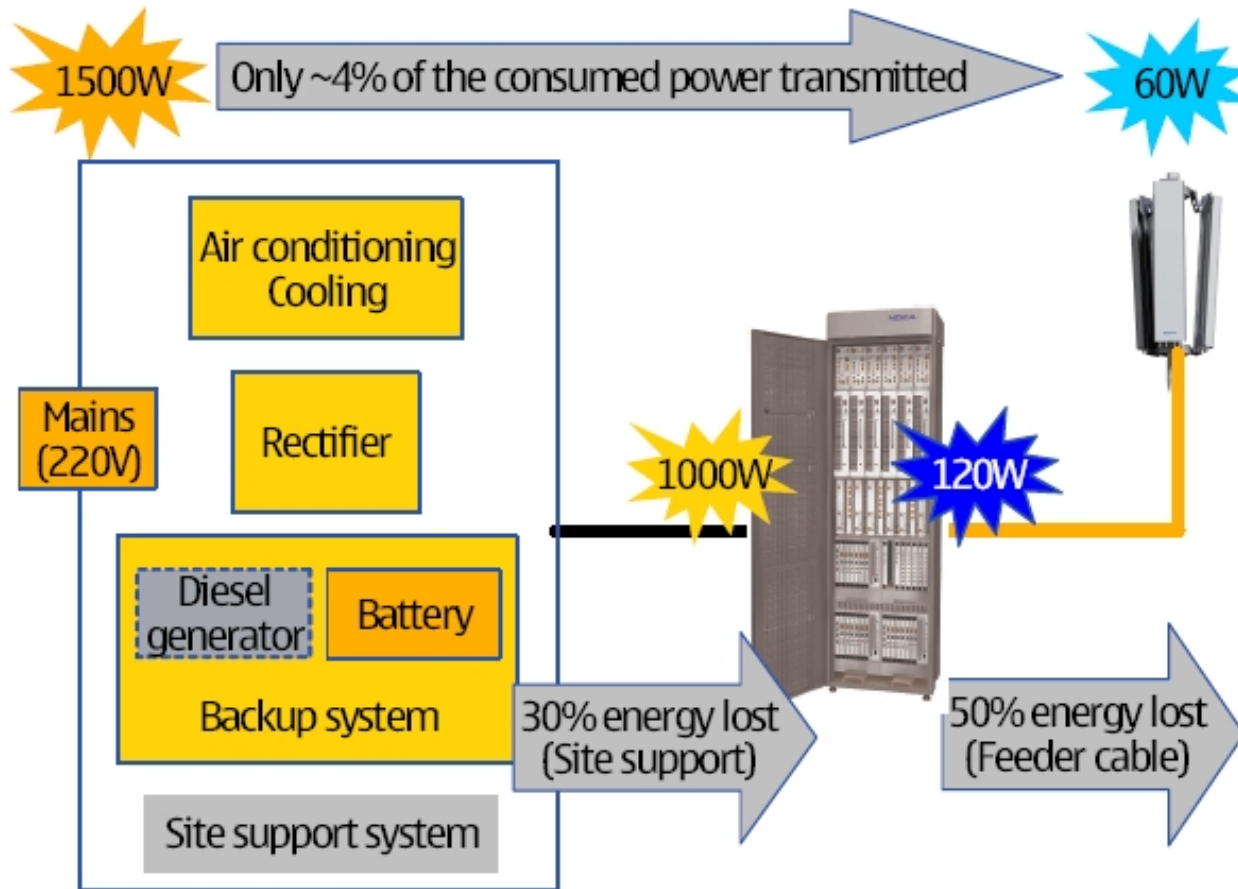 1500W
Only ~4% of the consumed power transmitted
60W
Air conditioning
Cooling
Mains
(220V)
Rectifier
NOKIA
1000W
120W
Diesel
generator
Battery
Backup system
30% energy lost
(Site support)
50% energy lost
(Feeder cable)
Site support system